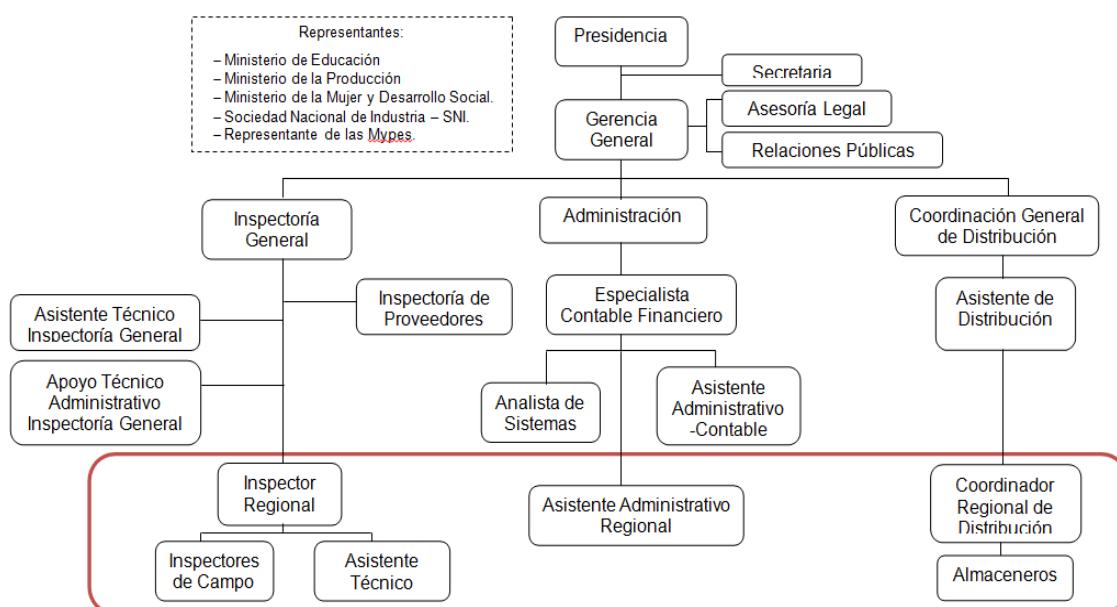 Representantes:
– Ministerio de Educación
– Ministerio de la Producción
– Ministerio de la Mujer y Desarrollo Social.
– Sociedad Nacional de Industria – SNI.
– Representante de las Mypes.
Presidencia
Secretaria
Gerencia
General
Asesoría Legal
Relaciones Públicas
Inspectoría
General
Administración
Coordinación General
de Distribución
Asistente Técnico
Inspectoría General
Inspectoría de
Proveedores
Especialista
Contable Financiero
Asistente de
Distribución
Apoyo Técnico
Administrativo
Inspectoría General
Analista de
Sistemas
Asistente
Administrativo
-Contable
Inspector
Regional
Asistente Administrativo
Regional
Coordinador
Regional de
Distribución
Inspectores
de Campo
Asistente
Técnico
Almaceneros